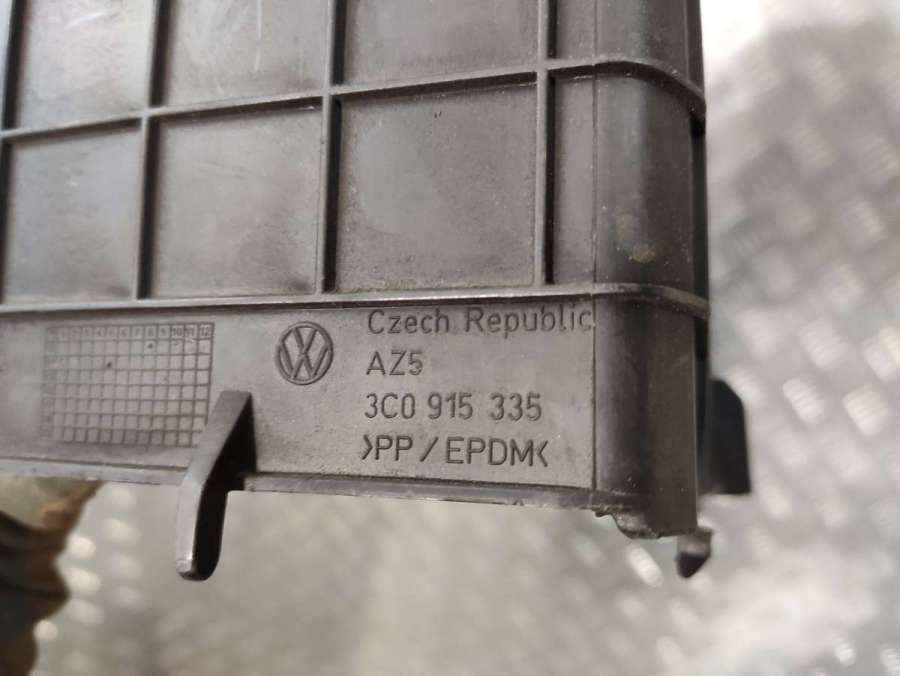 Czech Republic
AZ5
3C0 915 335
>PP/EPDM<